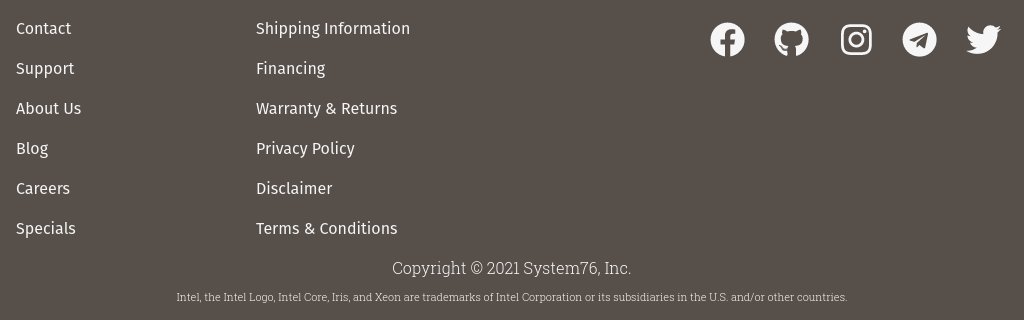 Contact
Support
About Us
Blog
Careers
Specials
Shipping Information
Financing
Warranty & Returns
Privacy Policy
Disclaimer
Terms & Conditions
Copyright © 2021 System76, Inc.
Intel, the Intel Logo, Intel Core, Iris, and Xeon are trademarks of Intel Corporation or its subsidiaries in the U.S. and/or other countries.